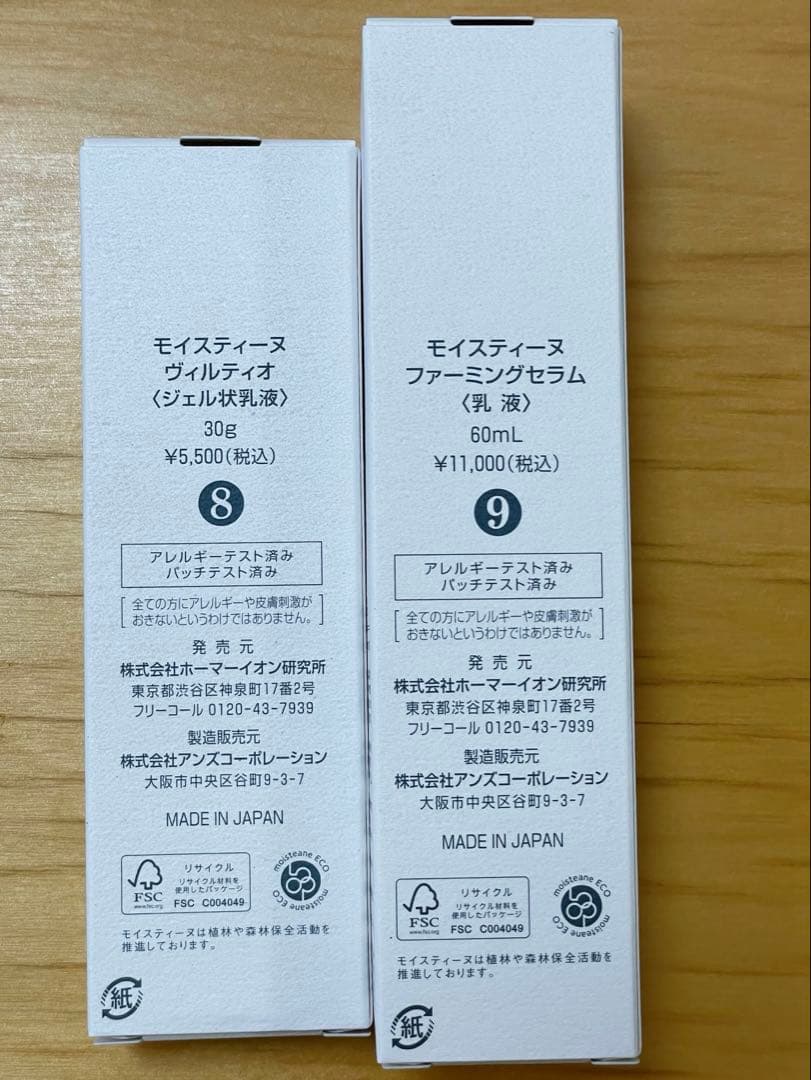 モイスティーヌ
ヴィルティオ
〈ジェル状乳液〉
30g
¥5,500(税込)
8
アレルギーテスト済み
パッチテスト済み
全ての方にアレルギーや皮膚刺激が
おきないというわけではありません。
発売元
株式会社ホーマーイオン研究所
東京都渋谷区神泉町17番2号
フリーコール 0120-43-7939
製造販売元
株式会社アンズコーポレーション
大阪市中央区谷町9-3-7
MADE IN JAPAN
FSC
www.fsc.org
リサイクル
リサイクル材料を
使用したパッケージ
FSC C004049
moisteane ECO
moisteane ECO
モイスティーヌは植林や森林保全活動を
推進しております。
紙
モイスティーヌ
ファーミングセラム
〈乳 液〉
60mL
¥11,000(税込)
9
アレルギーテスト済み
パッチテスト済み
全ての方にアレルギーや皮膚刺激が
おきないというわけではありません。
発売元
株式会社ホーマーイオン研究所
東京都渋谷区神泉町17番2号
フリーコール 0120-43-7939
製造販売元
株式会社アンズコーポレーション
大阪市中央区谷町9-3-7
MADE IN JAPAN
FSC
www.fsc.org
リサイクル
リサイクル材料を
使用したパッケージ
FSC C004049
moisteane ECO
moisteane ECO
モイスティーヌは植林や森林保全活動を
推進しております。
紙